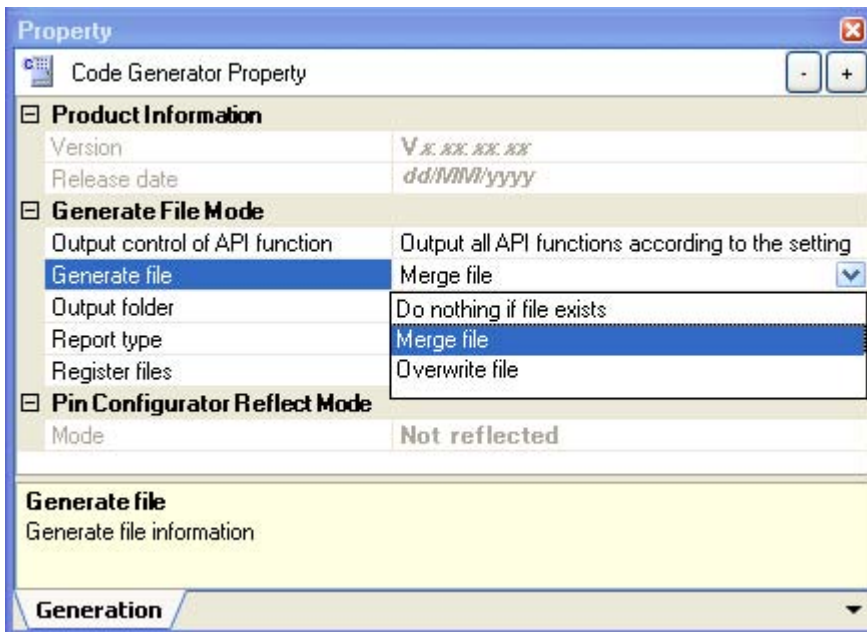 Property
Code Generator Property
- +
Product Information
Version V x.xx.xx.xx
Release date dd/MM/yyyy
Generate File Mode
Output control of API function Output all API functions according to the setting
Generate file Merge file
Output folder Do nothing if file exists
Report type Merge file
Register files Overwrite file
Pin Configurator Reflect Mode
Mode Not reflected
Generate file
Generate file information
Generation